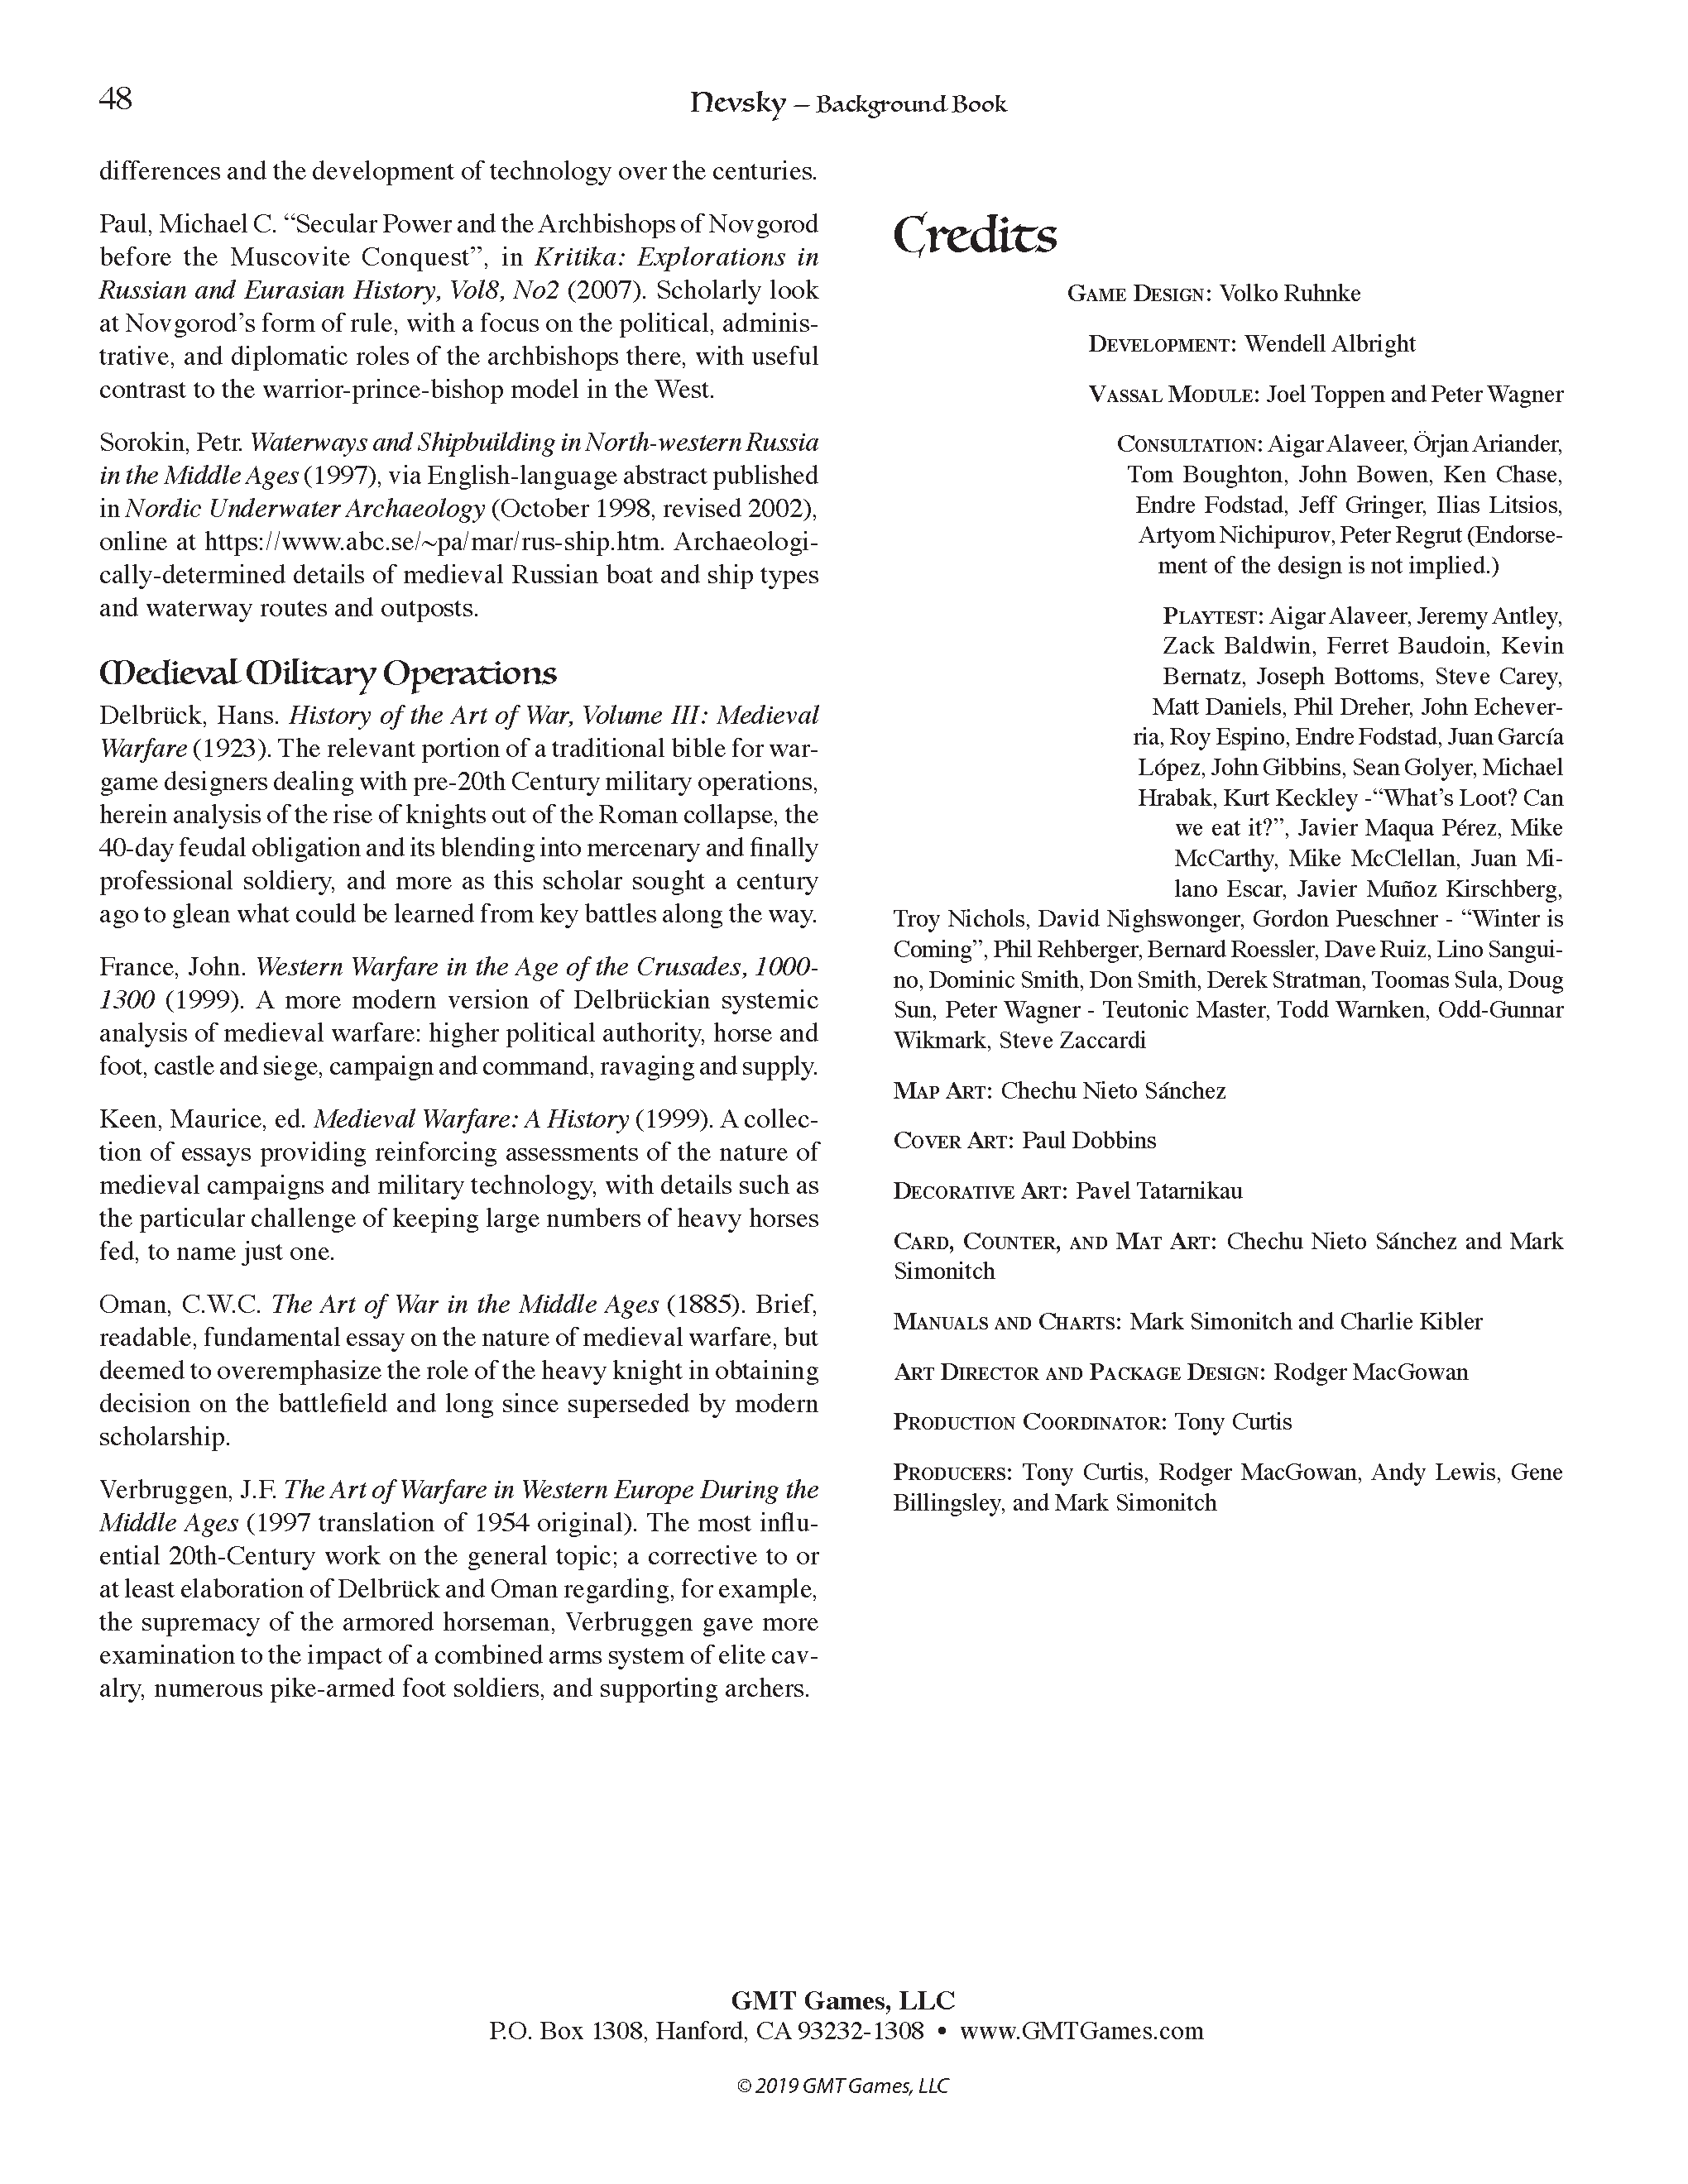 48
Nevsky – Background Book
differences and the development of technology over the centuries.
Paul, Michael C. “Secular Power and the Archbishops of Novgorod
before the Muscovite Conquest”, in Kritika: Explorations in
Russian and Eurasian History, Vol8, No2 (2007). Scholarly look
at Novgorod’s form of rule, with a focus on the political, adminis-
trative, and diplomatic roles of the archbishops there, with useful
contrast to the warrior-prince-bishop model in the West.
Sorokin, Petr. Waterways and Shipbuilding in North-western Russia
in the Middle Ages (1997), via English-language abstract published
in Nordic Underwater Archaeology (October 1998, revised 2002),
online at https://www.abc.se/~pa/mar/rus-ship.htm. Archaeologi-
cally-determined details of medieval Russian boat and ship types
and waterway routes and outposts.
Medieval Military Operations
Delbrück, Hans. History of the Art of War, Volume III: Medieval
Warfare (1923). The relevant portion of a traditional bible for war-
game designers dealing with pre-20th Century military operations,
herein analysis of the rise of knights out of the Roman collapse, the
40-day feudal obligation and its blending into mercenary and finally
professional soldiery, and more as this scholar sought a century
ago to glean what could be learned from key battles along the way.
France, John. Western Warfare in the Age of the Crusades, 1000-
1300 (1999). A more modern version of Delbrückian systemic
analysis of medieval warfare: higher political authority, horse and
foot, castle and siege, campaign and command, ravaging and supply.
Keen, Maurice, ed. Medieval Warfare: A History (1999). A collec-
tion of essays providing reinforcing assessments of the nature of
medieval campaigns and military technology, with details such as
the particular challenge of keeping large numbers of heavy horses
fed, to name just one.
Oman, C.W.C. The Art of War in the Middle Ages (1885). Brief,
readable, fundamental essay on the nature of medieval warfare, but
deemed to overemphasize the role of the heavy knight in obtaining
decision on the battlefield and long since superseded by modern
scholarship.
Verbruggen, J.F. The Art of Warfare in Western Europe During the
Middle Ages (1997 translation of 1954 original). The most influ-
ential 20th-Century work on the general topic; a corrective to or
at least elaboration of Delbrück and Oman regarding, for example,
the supremacy of the armored horseman, Verbruggen gave more
examination to the impact of a combined arms system of elite cav-
alry, numerous pike-armed foot soldiers, and supporting archers.
Credits
Game Design: Volko Ruhnke
Development: Wendell Albright
Vassal Module: Joel Toppen and Peter Wagner
Consultation: Aigar Alaveer, Örjan Ariander,
Tom Boughton, John Bowen, Ken Chase,
Endre Fodstad, Jeff Gringer, Ilias Litsios,
Artyom Nichipurov, Peter Regrut (Endorse-
ment of the design is not implied.)
Playtest: Aigar Alaveer, Jeremy Antley,
Zack Baldwin, Ferret Baudoin, Kevin
Bernatz, Joseph Bottoms, Steve Carey,
Matt Daniels, Phil Dreher, John Echever-
ria, Roy Espino, Endre Fodstad, Juan García
López, John Gibbins, Sean Golyer, Michael
Hrabak, Kurt Keckley -“What’s Loot? Can
we eat it?”, Javier Maqua Pérez, Mike
McCarthy, Mike McClellan, Juan Mi-
lano Escar, Javier Muñoz Kirschberg,
Troy Nichols, David Nighswonger, Gordon Pueschner - “Winter is
Coming”, Phil Rehberger, Bernard Roessler, Dave Ruiz, Lino Sangui-
no, Dominic Smith, Don Smith, Derek Stratman, Toomas Sula, Doug
Sun, Peter Wagner - Teutonic Master, Todd Warnken, Odd-Gunnar
Wikmark, Steve Zaccardi
Map Art: Chechu Nieto Sánchez
Cover Art: Paul Dobbins
Decorative Art: Pavel Tatarnikau
Card, Counter, and Mat Art: Chechu Nieto Sánchez and Mark
Simonitch
Manuals and Charts: Mark Simonitch and Charlie Kibler
Art Director and Package Design: Rodger MacGowan
Production Coordinator: Tony Curtis
Producers: Tony Curtis, Rodger MacGowan, Andy Lewis, Gene
Billingsley, and Mark Simonitch
GMT Games, LLC
P.O. Box 1308, Hanford, CA 93232-1308 • www.GMTGames.com
© 2019 GMT Games, LLC